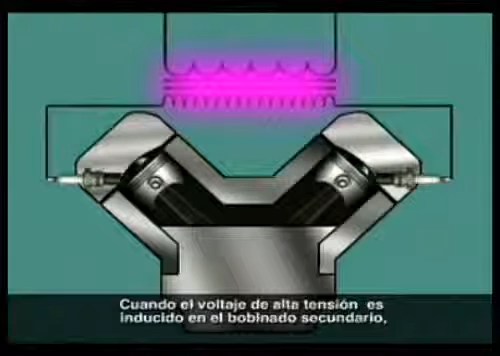 Cuando el voltaje de alta tensión es
inducido en el bobinado secundario,